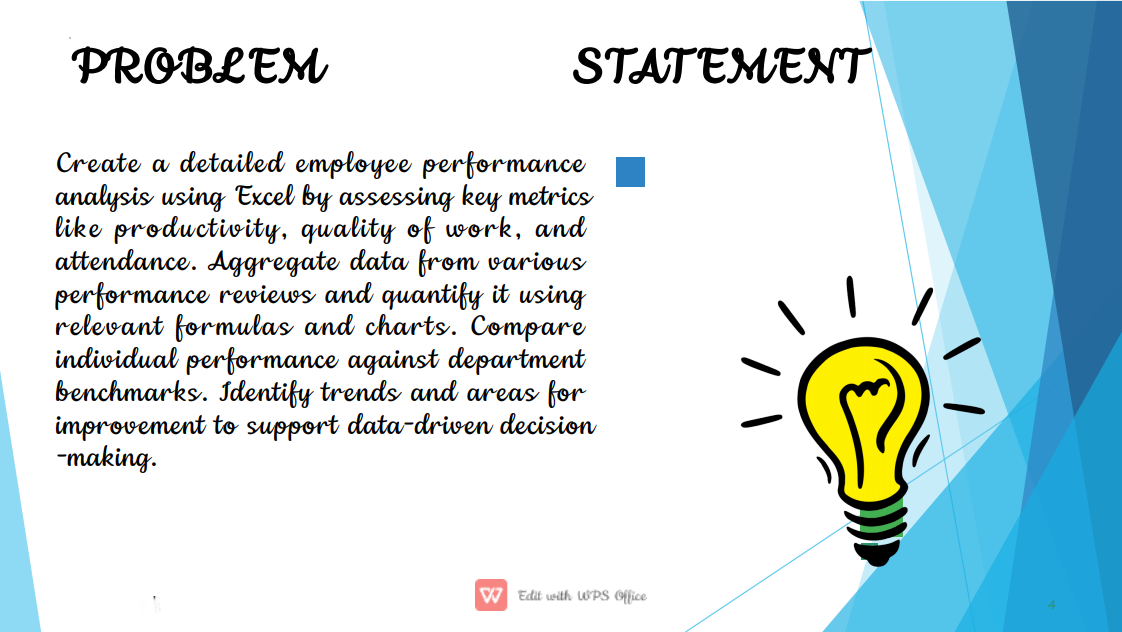 PROBLEM STATEMENT
Create a detailed employee performance
analysis using Excel by assessing key metrics
like productivity, quality of work, and
attendance. Aggregate data from various
performance reviews and quantify it using
relevant formulas and charts. Compare
individual performance against department
benchmarks. Identify trends and areas for
improvement to support data-driven decision
-making.
Edit with WPS Office
4